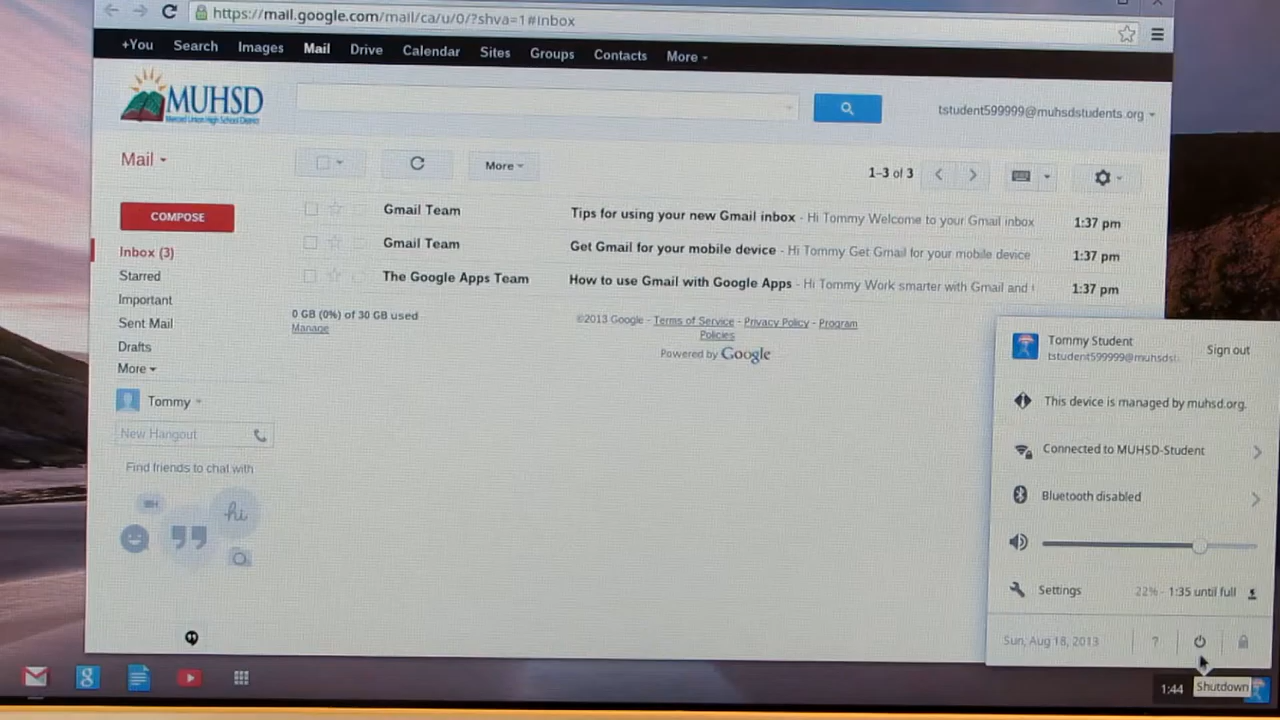 https://mail.google.com/mail/ca/u/0/?shva=1#inbox
+You Search Images Mail Drive Calendar Sites Groups Contacts More
MUHSD
Merced Union High School District
tstudent599999@muhsdstudents.org
Mail
More
1–3 of 3
COMPOSE
Gmail Team Tips for using your new Gmail inbox - Hi Tommy Welcome to your Gmail inbox 1:37 pm
Inbox (3)
Gmail Team Get Gmail for your mobile device - Hi Tommy Get Gmail for your mobile device 1:37 pm
Starred
The Google Apps Team How to use Gmail with Google Apps - Hi Tommy Work smarter with Gmail and 1:37 pm
Important
Sent Mail
Drafts
More
0 GB (0%) of 30 GB used
Manage
©2013 Google - Terms of Service - Privacy Policy - Program
Policies
Powered by Google
Tommy
New Hangout
Find friends to chat with
hi
Tommy Student
tstudent599999@muhsdst
Sign out
This device is managed by muhsd.org.
Connected to MUHSD-Student
Bluetooth disabled
Settings 22% - 1:35 until full
Sun, Aug 18, 2013 ?
1:44 Shutdown